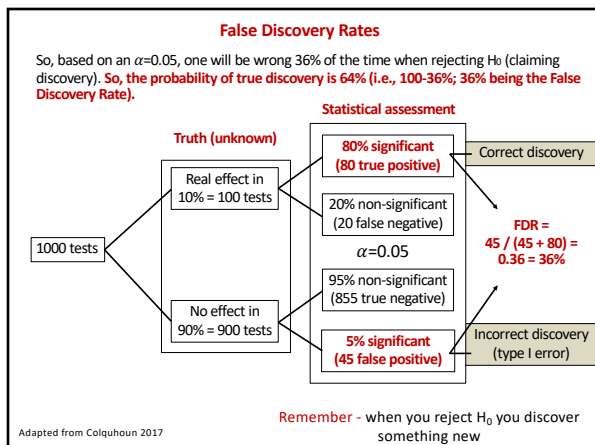 False Discovery Rates
So, based on an 𝛼=0.05, one will be wrong 36% of the time when rejecting H₀ (claiming
discovery). So, the probability of true discovery is 64% (i.e., 100-36%; 36% being the False
Discovery Rate).
Statistical assessment
Truth (unknown)
80% significant
(80 true positive)
Correct discovery
Real effect in
10% = 100 tests
20% non-significant
(20 false negative)
FDR =
45 / (45 + 80) =
0.36 = 36%
1000 tests
𝛼=0.05
95% non-significant
(855 true negative)
No effect in
90% = 900 tests
5% significant
(45 false positive)
Incorrect discovery
(type I error)
Remember - when you reject H₀ you discover
something new
Adapted from Colquhoun 2017